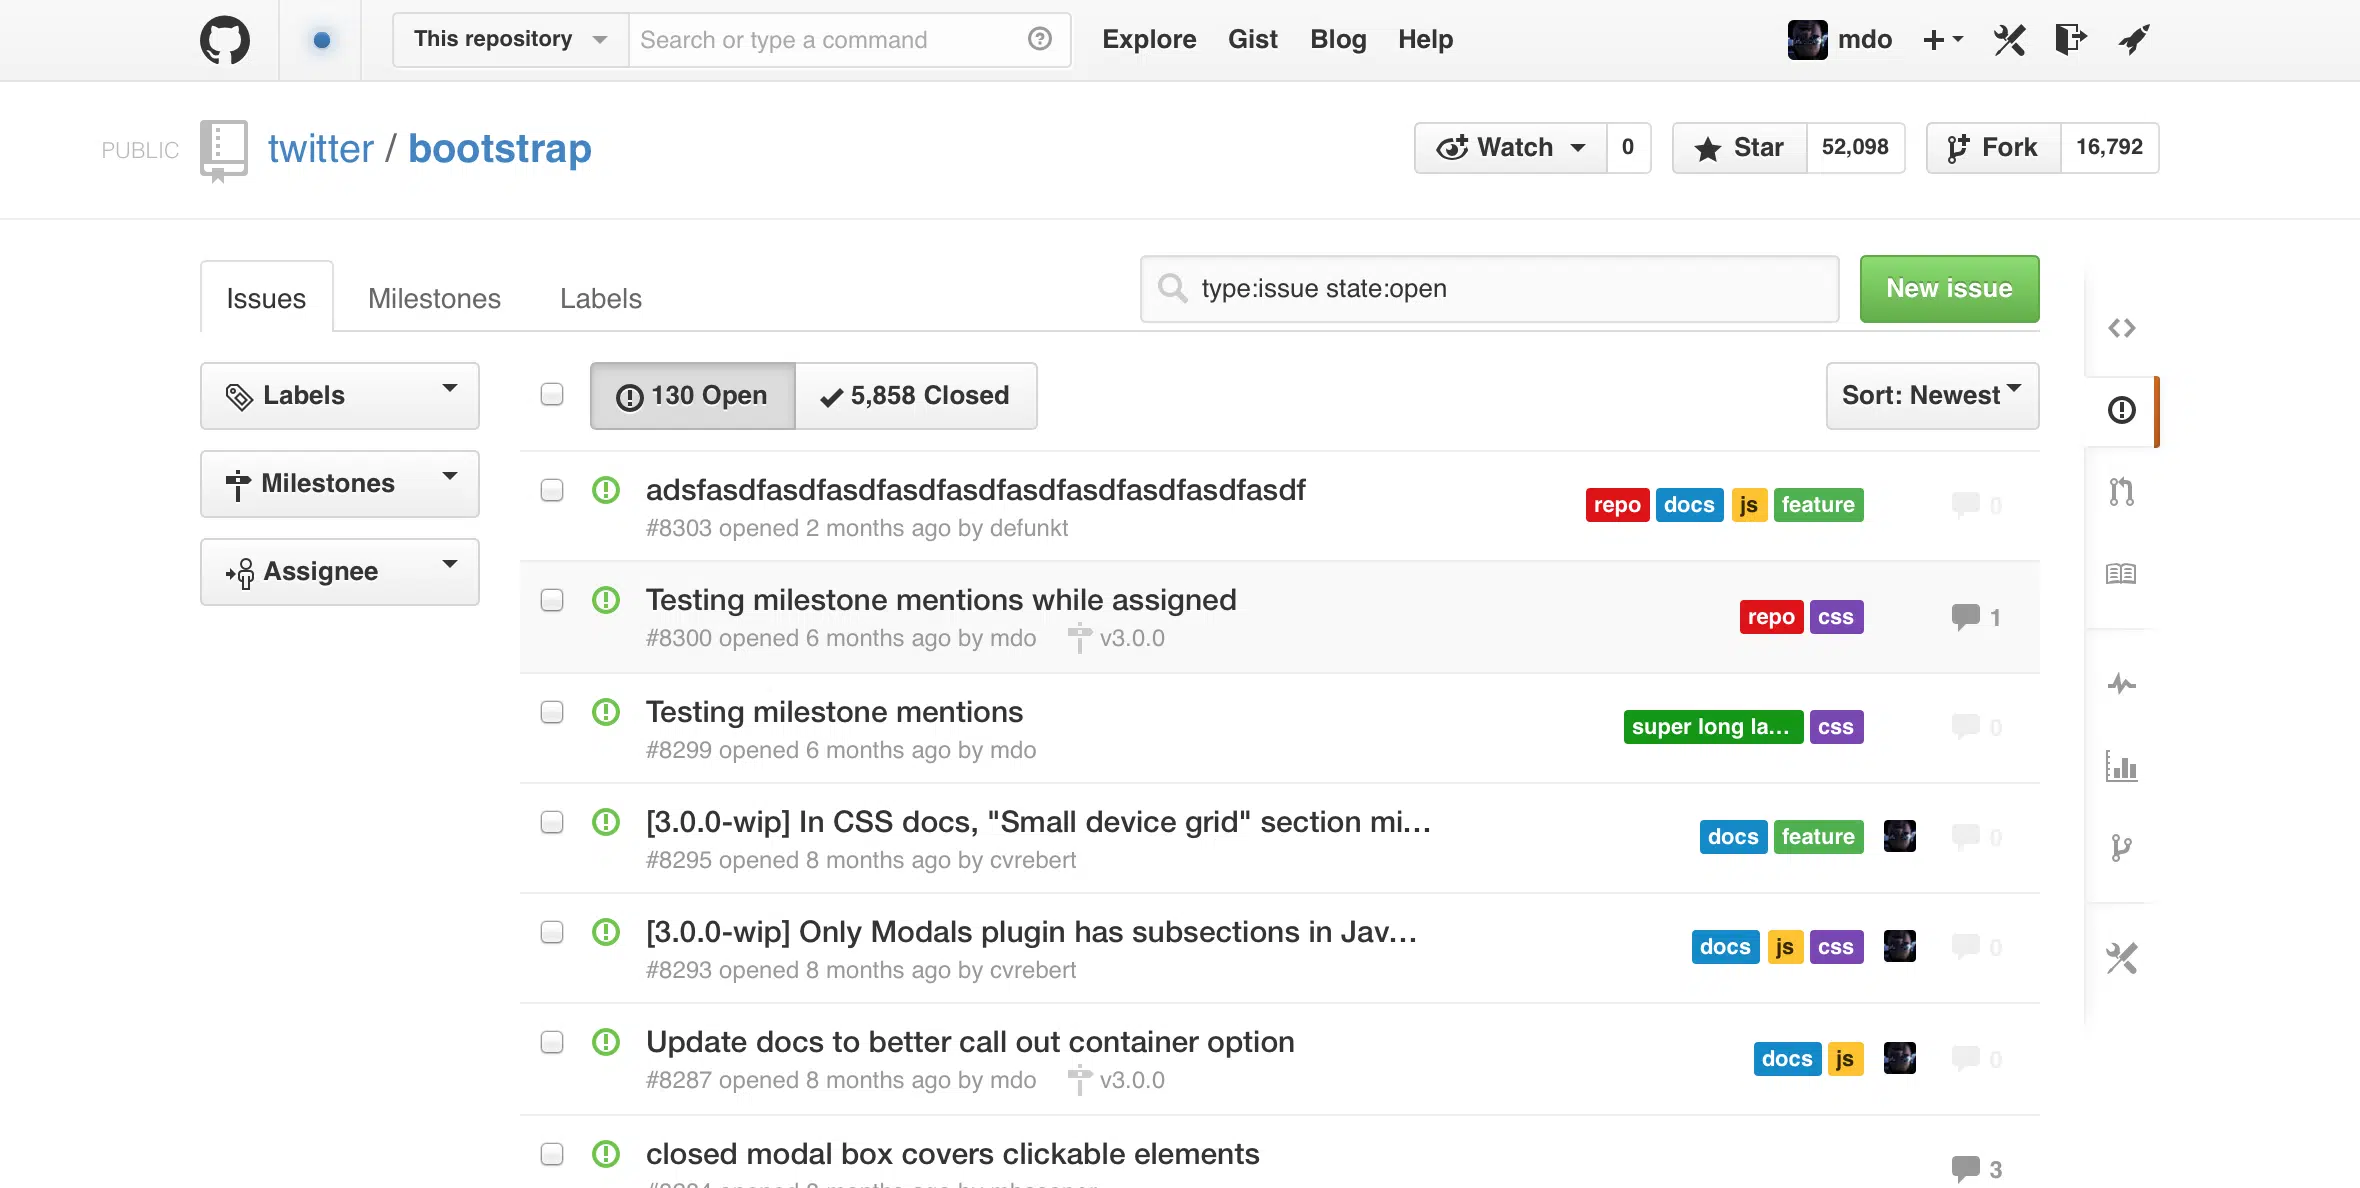 This repository Search or type a command Explore Gist Blog Help mdo
PUBLIC twitter / bootstrap Watch 0 Star 52,098 Fork 16,792
Issues Milestones Labels type:issue state:open New issue
Labels 130 Open 5,858 Closed Sort: Newest
Milestones
Assignee
adsfasdfasdfasdfasdfasdfasdfasdfasdfasdfasdf repo docs js feature 0
#8303 opened 2 months ago by defunkt
Testing milestone mentions while assigned repo css 1
#8300 opened 6 months ago by mdo v3.0.0
Testing milestone mentions super long la... css 0
#8299 opened 6 months ago by mdo
[3.0.0-wip] In CSS docs, "Small device grid" section mi... docs feature 0
#8295 opened 8 months ago by cvrebert
[3.0.0-wip] Only Modals plugin has subsections in Jav... docs js css 0
#8293 opened 8 months ago by cvrebert
Update docs to better call out container option docs js 0
#8287 opened 8 months ago by mdo v3.0.0
closed modal box covers clickable elements 3